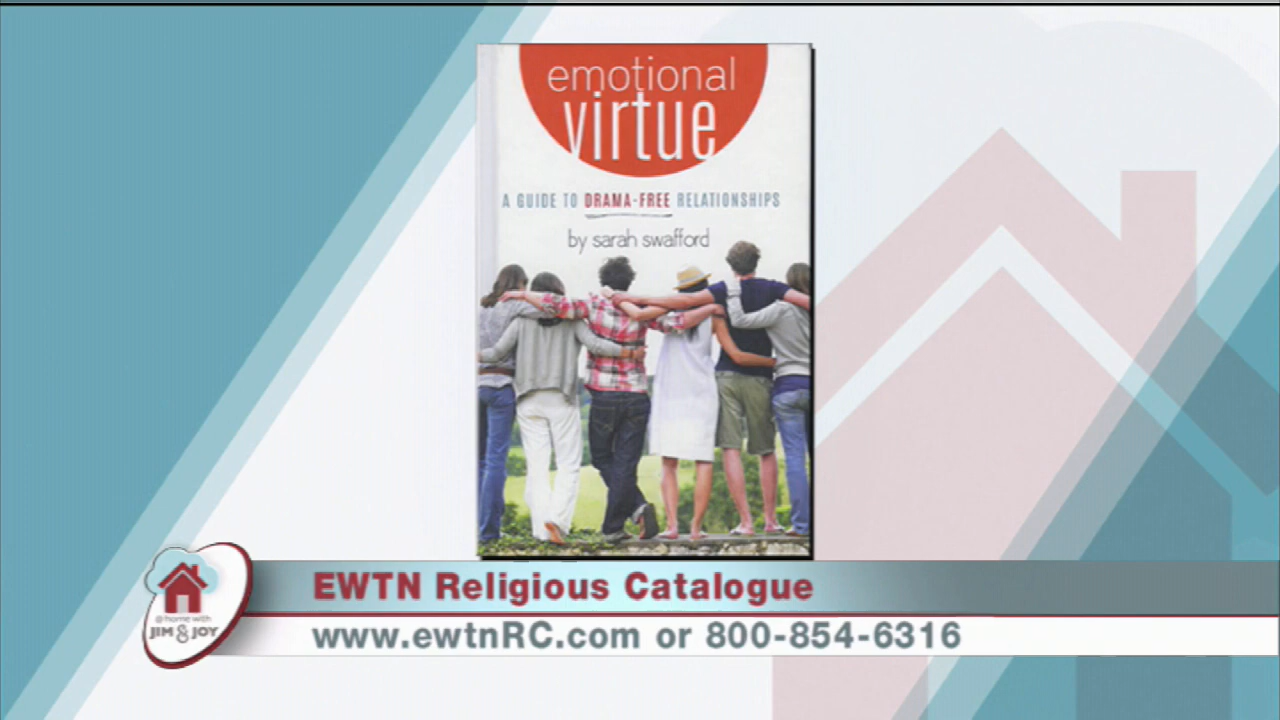 emotional
virtue
A GUIDE TO DRAMA-FREE RELATIONSHIPS
by sarah swafford
EWTN Religious Catalogue
@ home with
JIM & JOY
www.ewtnRC.com or 800-854-6316